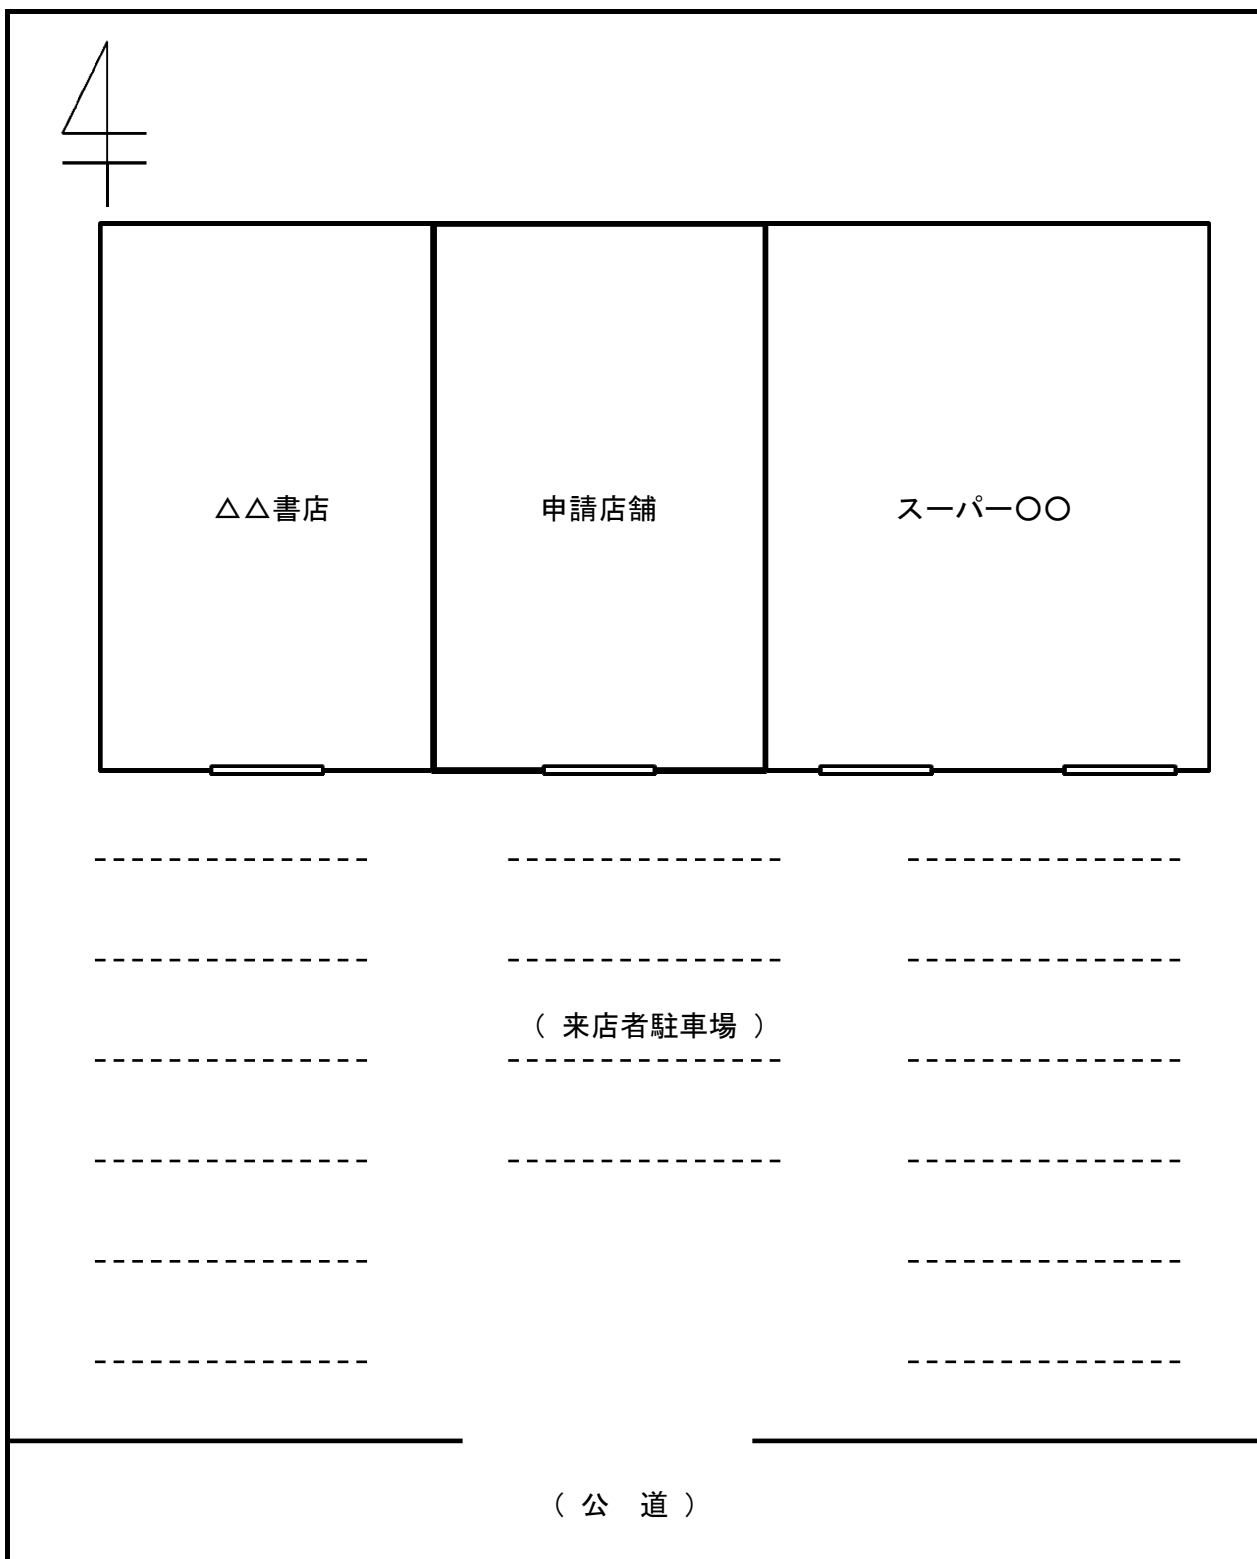 △△書店
申請店舗
スーパー〇〇
（ 来店者駐車場 ）
（ 公　道 ）